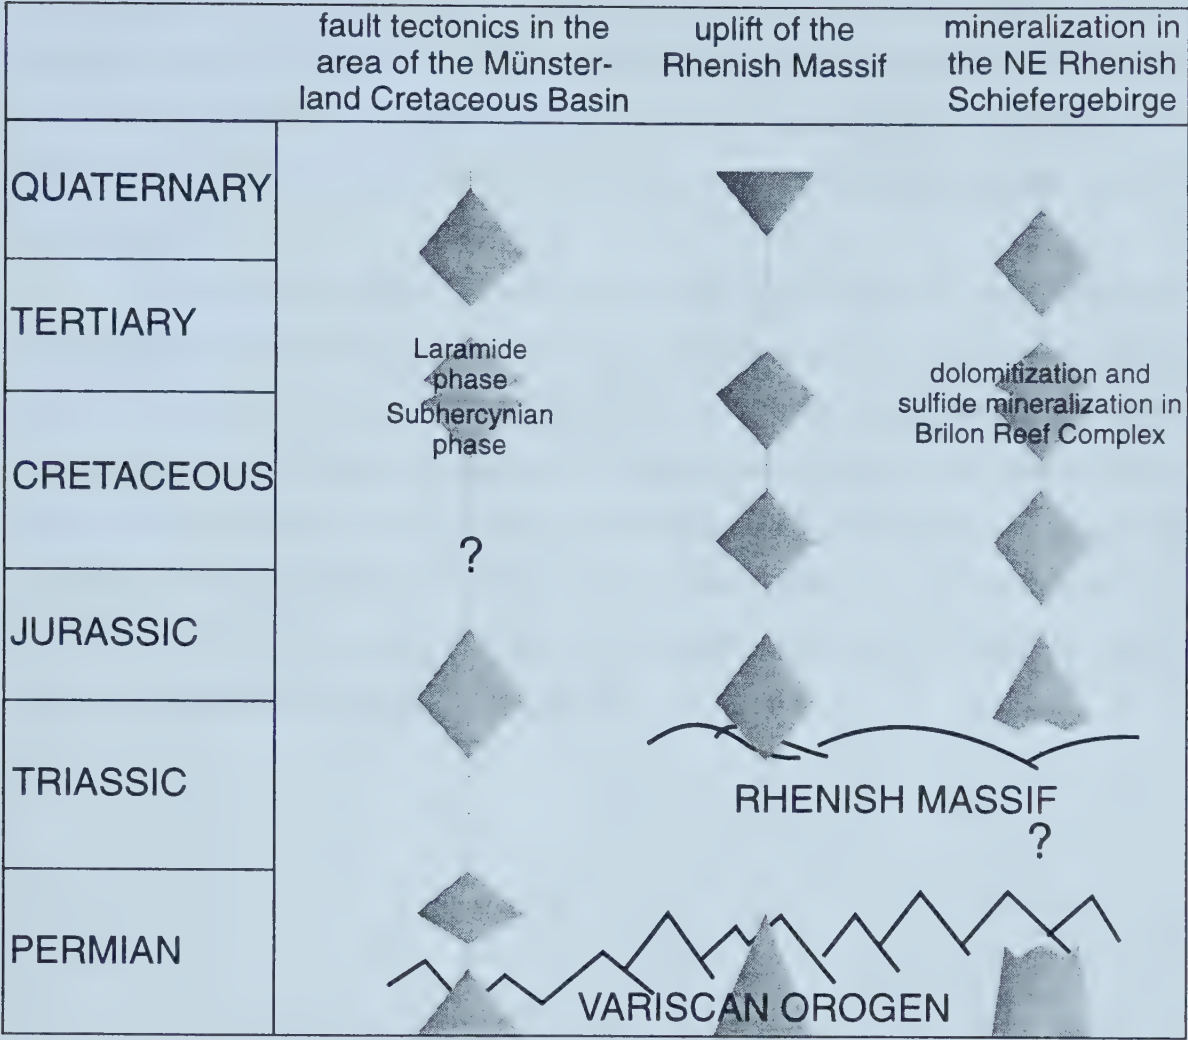 fault tectonics in the
area of the Münster-
land Cretaceous Basin
uplift of the
Rhenish Massif
mineralization in
the NE Rhenish
Schiefergebirge
QUATERNARY
TERTIARY
Laramide
phase
Subhercynian
phase
dolomitization and
sulfide mineralization in
Brilon Reef Complex
CRETACEOUS
?
JURASSIC
TRIASSIC
RHENISH MASSIF
?
PERMIAN
VARISCAN OROGEN